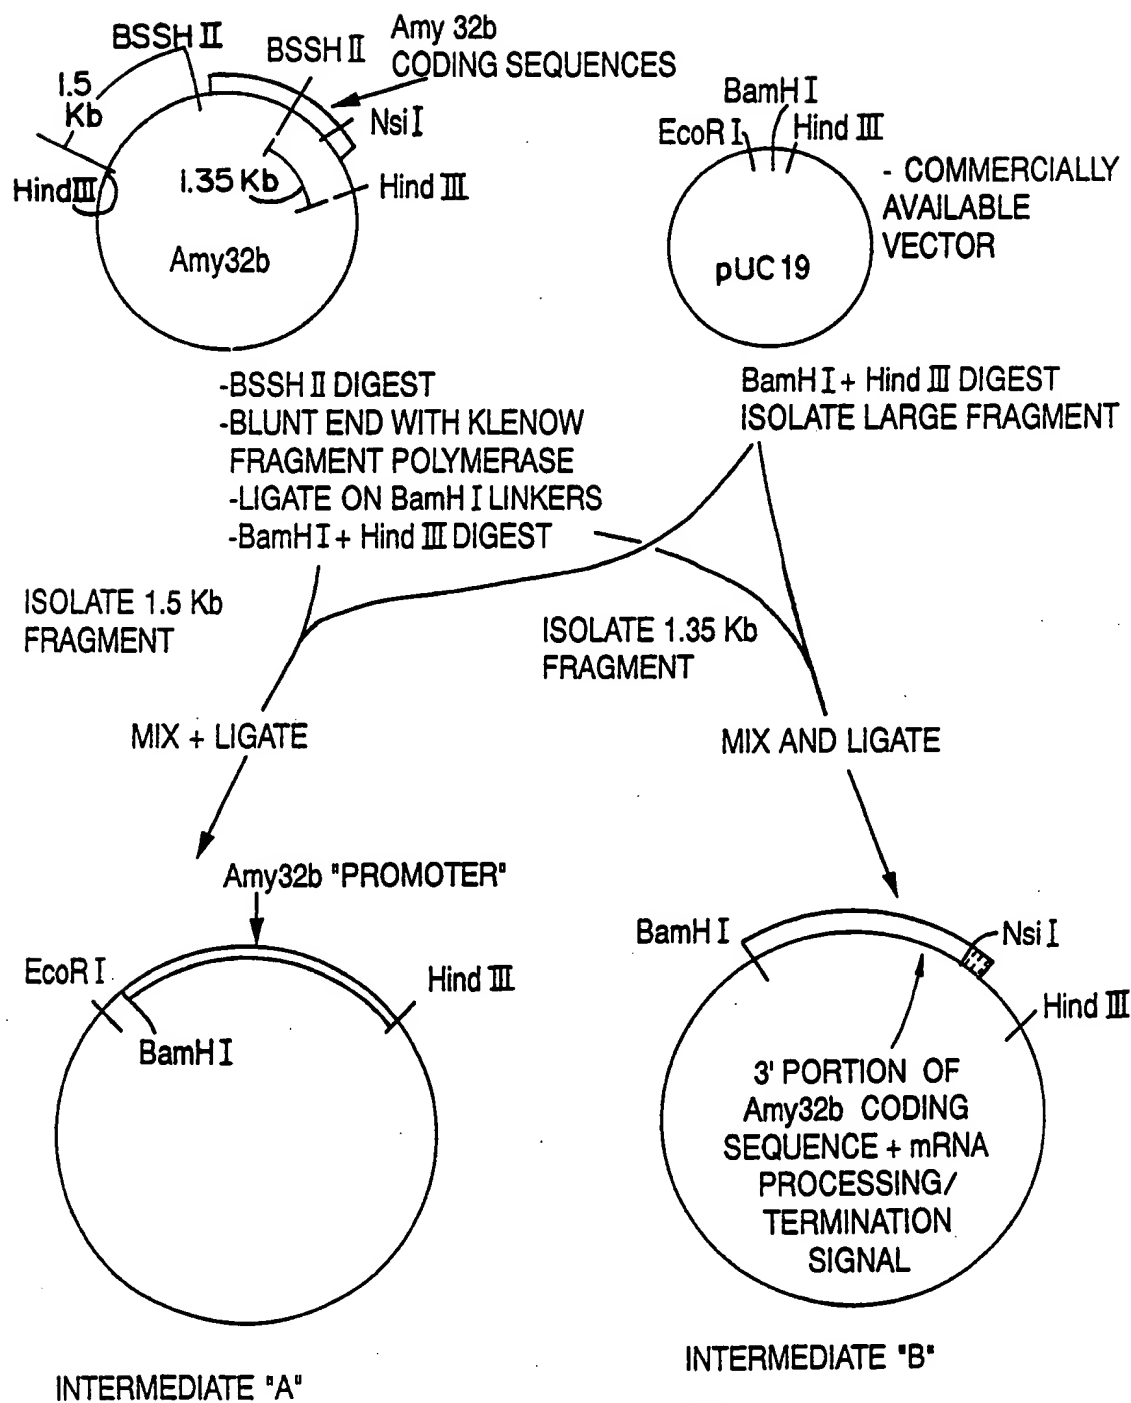 BSSH II
BSSH II
Amy 32b
CODING SEQUENCES
1.5
Kb
Nsi I
Hind III
1.35 Kb
Hind III
Amy32b
BamH I
EcoR I
Hind III
- COMMERCIALLY
AVAILABLE
VECTOR
pUC 19
-BSSH II DIGEST
-BLUNT END WITH KLENOW
FRAGMENT POLYMERASE
-LIGATE ON BamH I LINKERS
-BamH I + Hind III DIGEST
BamH I + Hind III DIGEST
ISOLATE LARGE FRAGMENT
ISOLATE 1.5 Kb
FRAGMENT
ISOLATE 1.35 Kb
FRAGMENT
MIX + LIGATE
MIX AND LIGATE
Amy32b "PROMOTER"
EcoR I
Hind III
BamH I
BamH I
Nsi I
Hind III
3' PORTION OF
Amy32b CODING
SEQUENCE + mRNA
PROCESSING/
TERMINATION
SIGNAL
INTERMEDIATE "A"
INTERMEDIATE "B"